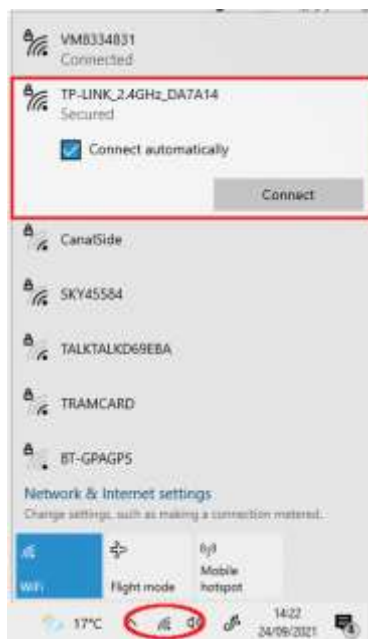 VM8334831
Connected
TP-LINK_2.4GHz_DA7A14
Secured
Connect automatically
Connect
CanalSide
SKY45584
TALKTALKD69EBA
TRAMCARD
BT-GPAGP5
Network & Internet settings
Change settings, such as making a connection metered.
WiFi
Flight mode
Mobile
hotspot
17°C
14:22
24/09/2021